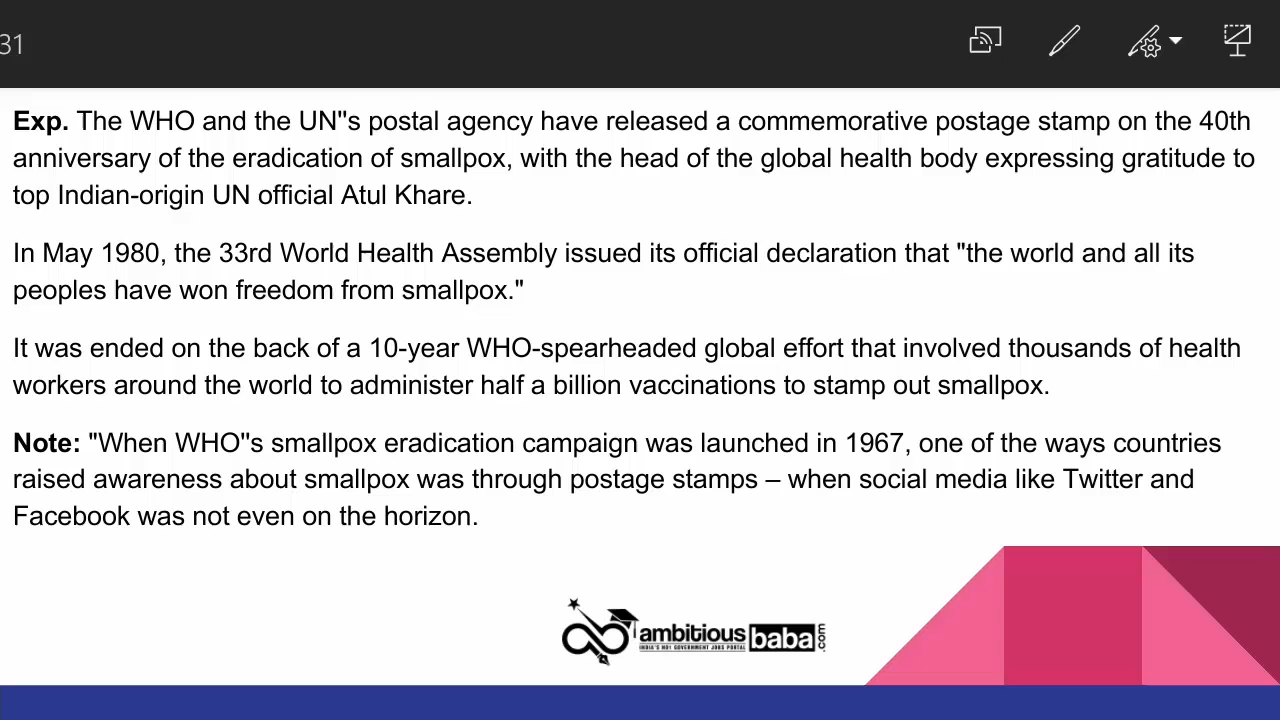 31
Exp. The WHO and the UN"s postal agency have released a commemorative postage stamp on the 40th
anniversary of the eradication of smallpox, with the head of the global health body expressing gratitude to
top Indian-origin UN official Atul Khare.
In May 1980, the 33rd World Health Assembly issued its official declaration that "the world and all its
peoples have won freedom from smallpox."
It was ended on the back of a 10-year WHO-spearheaded global effort that involved thousands of health
workers around the world to administer half a billion vaccinations to stamp out smallpox.
Note: "When WHO"s smallpox eradication campaign was launched in 1967, one of the ways countries
raised awareness about smallpox was through postage stamps – when social media like Twitter and
Facebook was not even on the horizon.
ambitiousbaba.com
INDIA'S NO1 GOVERNMENT JOBS PORTAL